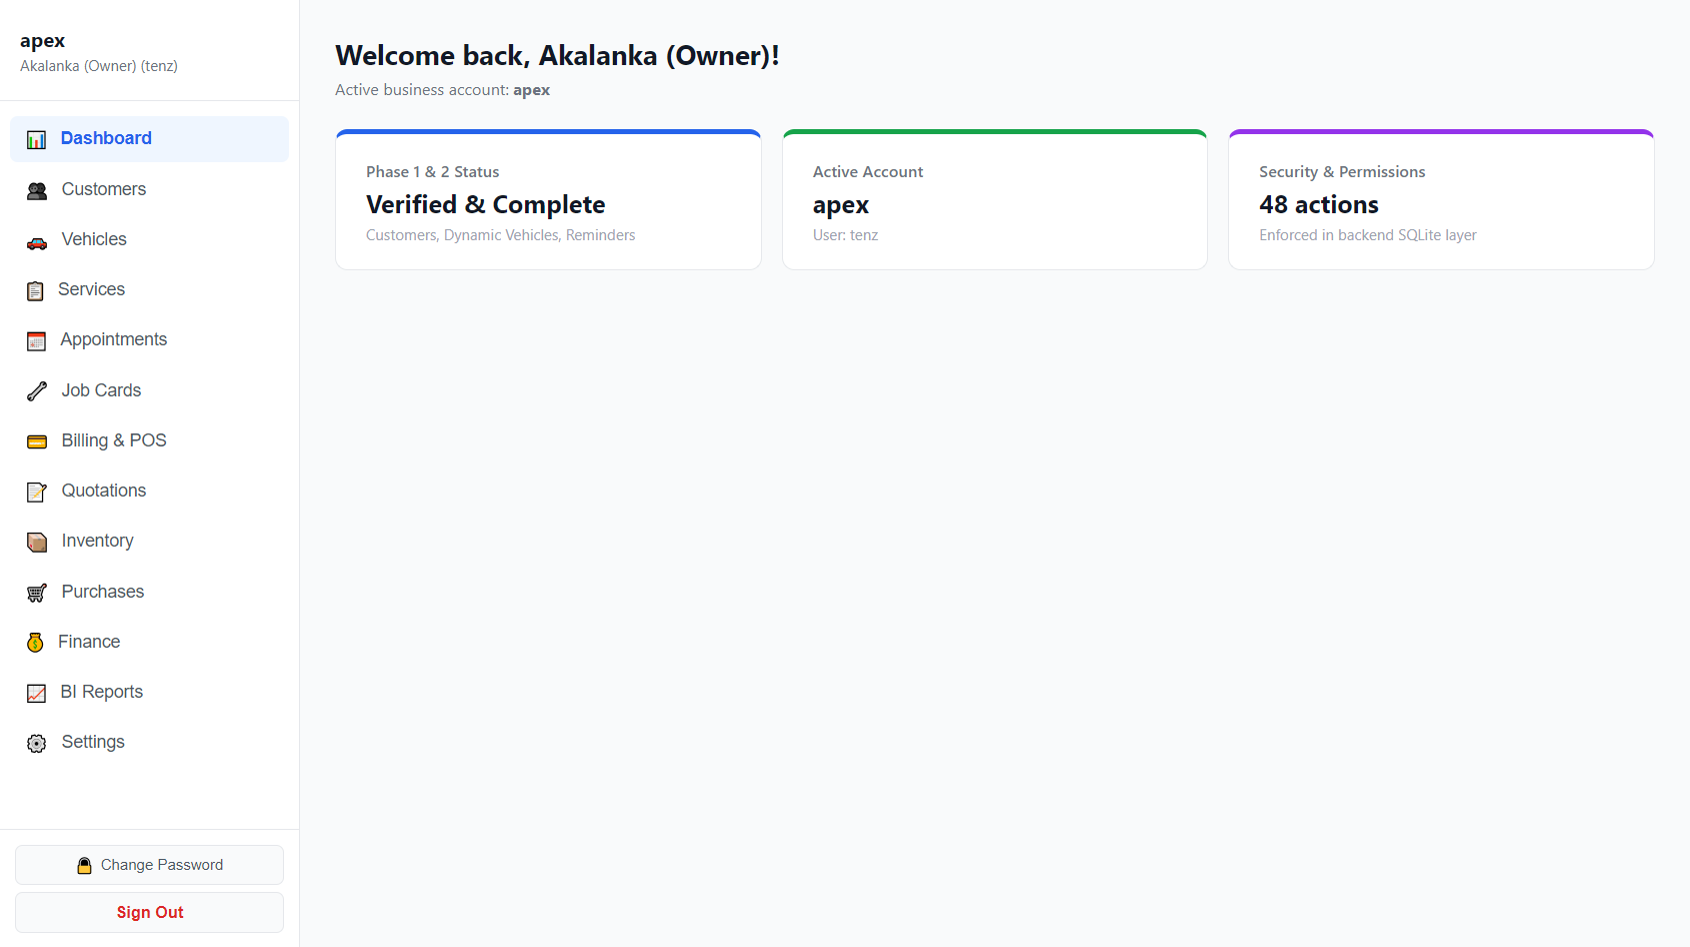 apex
Akalanka (Owner) (tenz)
Dashboard
Customers
Vehicles
Services
Appointments
Job Cards
Billing & POS
Quotations
Inventory
Purchases
Finance
BI Reports
Settings
Change Password
Sign Out
Welcome back, Akalanka (Owner)!
Active business account: apex
Phase 1 & 2 Status
Verified & Complete
Customers, Dynamic Vehicles, Reminders
Active Account
apex
User: tenz
Security & Permissions
48 actions
Enforced in backend SQLite layer